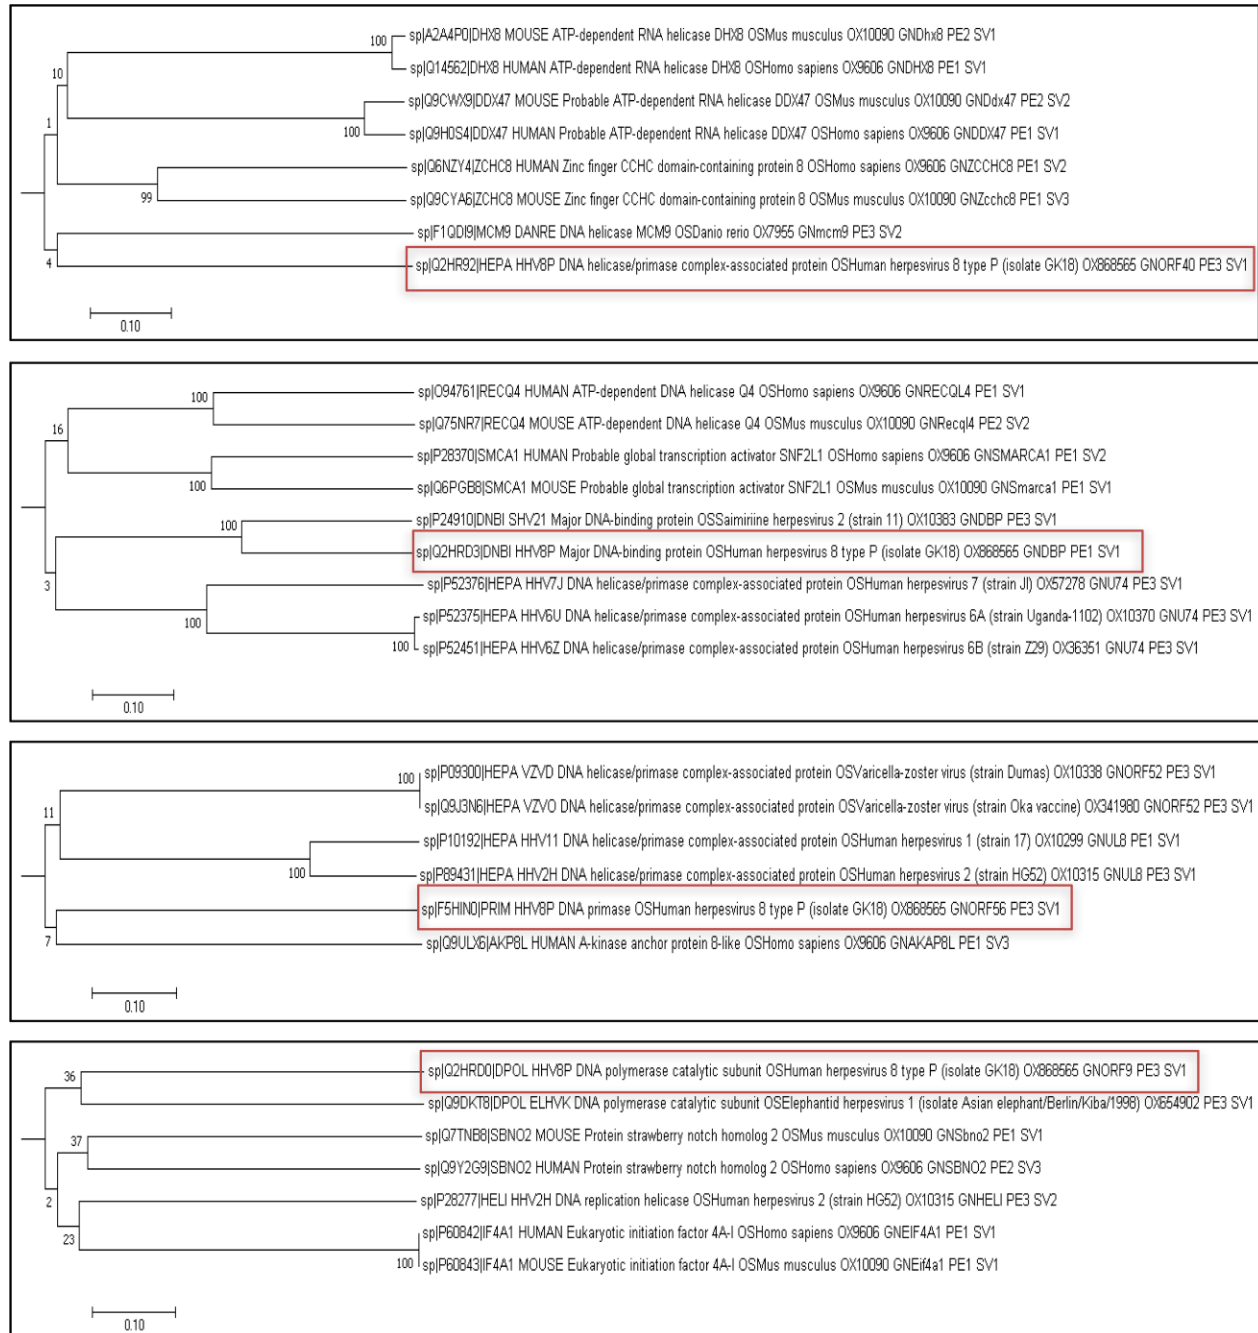 100
sp|A2A4P0|DHX8 MOUSE ATP-dependent RNA helicase DHX8 OSMus musculus OX10090 GNDhx8 PE2 SV1
sp|Q14562|DHX8 HUMAN ATP-dependent RNA helicase DHX8 OSHomo sapiens OX9606 GNDHX8 PE1 SV1
10
sp|Q9CWX9|DDX47 MOUSE Probable ATP-dependent RNA helicase DDX47 OSMus musculus OX10090 GNDdx47 PE2 SV2
1
100
sp|Q9H0S4|DDX47 HUMAN Probable ATP-dependent RNA helicase DDX47 OSHomo sapiens OX9606 GNDDX47 PE1 SV1
sp|Q6NZY4|ZCHC8 HUMAN Zinc finger CCHC domain-containing protein 8 OSHomo sapiens OX9606 GNZCCHC8 PE1 SV2
99
sp|Q9CYA6|ZCHC8 MOUSE Zinc finger CCHC domain-containing protein 8 OSMus musculus OX10090 GNZcchc8 PE1 SV3
sp|F1QDI9|MCM9 DANRE DNA helicase MCM9 OSDanio rerio OX7955 GNmcm9 PE3 SV2
4
sp|Q2HR92|HEPA HHV8P DNA helicase/primase complex-associated protein OSHuman herpesvirus 8 type P (isolate GK18) OX868565 GNORF40 PE3 SV1
0.10
100
sp|O94761|RECQ4 HUMAN ATP-dependent DNA helicase Q4 OSHomo sapiens OX9606 GNRECQL4 PE1 SV1
16
sp|Q75NR7|RECQ4 MOUSE ATP-dependent DNA helicase Q4 OSMus musculus OX10090 GNRecql4 PE2 SV2
sp|P28370|SMCA1 HUMAN Probable global transcription activator SNF2L1 OSHomo sapiens OX9606 GNSMARCA1 PE1 SV2
100
sp|Q6PGB8|SMCA1 MOUSE Probable global transcription activator SNF2L1 OSMus musculus OX10090 GNSmarca1 PE1 SV1
100
sp|P24910|DNBI SHV21 Major DNA-binding protein OSSaimiriine herpesvirus 2 (strain 11) OX10383 GNDBP PE3 SV1
sp|Q2HRD3|DNBI HHV8P Major DNA-binding protein OSHuman herpesvirus 8 type P (isolate GK18) OX868565 GNDBP PE1 SV1
3
sp|P52376|HEPA HHV7J DNA helicase/primase complex-associated protein OSHuman herpesvirus 7 (strain JI) OX57278 GNU74 PE3 SV1
100
sp|P52375|HEPA HHV6U DNA helicase/primase complex-associated protein OSHuman herpesvirus 6A (strain Uganda-1102) OX10370 GNU74 PE3 SV1
100
sp|P52451|HEPA HHV6Z DNA helicase/primase complex-associated protein OSHuman herpesvirus 6B (strain Z29) OX36351 GNU74 PE3 SV1
0.10
100
sp|P09300|HEPA VZVD DNA helicase/primase complex-associated protein OSVaricella-zoster virus (strain Dumas) OX10338 GNORF52 PE3 SV1
11
sp|Q9J3N6|HEPA VZVO DNA helicase/primase complex-associated protein OSVaricella-zoster virus (strain Oka vaccine) OX341980 GNORF52 PE3 SV1
sp|P10192|HEPA HHV11 DNA helicase/primase complex-associated protein OSHuman herpesvirus 1 (strain 17) OX10299 GNUL8 PE1 SV1
100
sp|P89431|HEPA HHV2H DNA helicase/primase complex-associated protein OSHuman herpesvirus 2 (strain HG52) OX10315 GNUL8 PE3 SV1
sp|F5HIN0|PRIM HHV8P DNA primase OSHuman herpesvirus 8 type P (isolate GK18) OX868565 GNORF56 PE3 SV1
7
sp|Q9ULX6|AKP8L HUMAN A-kinase anchor protein 8-like OSHomo sapiens OX9606 GNAKAP8L PE1 SV3
0.10
36
sp|Q2HRD0|DPOL HHV8P DNA polymerase catalytic subunit OSHuman herpesvirus 8 type P (isolate GK18) OX868565 GNORF9 PE3 SV1
sp|Q9DKT8|DPOL ELHVK DNA polymerase catalytic subunit OSElephantid herpesvirus 1 (isolate Asian elephant/Berlin/Kiba/1998) OX654902 PE3 SV1
37
sp|Q7TNB8|SBNO2 MOUSE Protein strawberry notch homolog 2 OSMus musculus OX10090 GNSbno2 PE1 SV1
sp|Q9Y2G9|SBNO2 HUMAN Protein strawberry notch homolog 2 OSHomo sapiens OX9606 GNSBNO2 PE2 SV3
2
sp|P28277|HELI HHV2H DNA replication helicase OSHuman herpesvirus 2 (strain HG52) OX10315 GNHELI PE3 SV2
23
sp|P60842|IF4A1 HUMAN Eukaryotic initiation factor 4A-I OSHomo sapiens OX9606 GNEIF4A1 PE1 SV1
100
sp|P60843|IF4A1 MOUSE Eukaryotic initiation factor 4A-I OSMus musculus OX10090 GNEif4a1 PE1 SV1
0.10